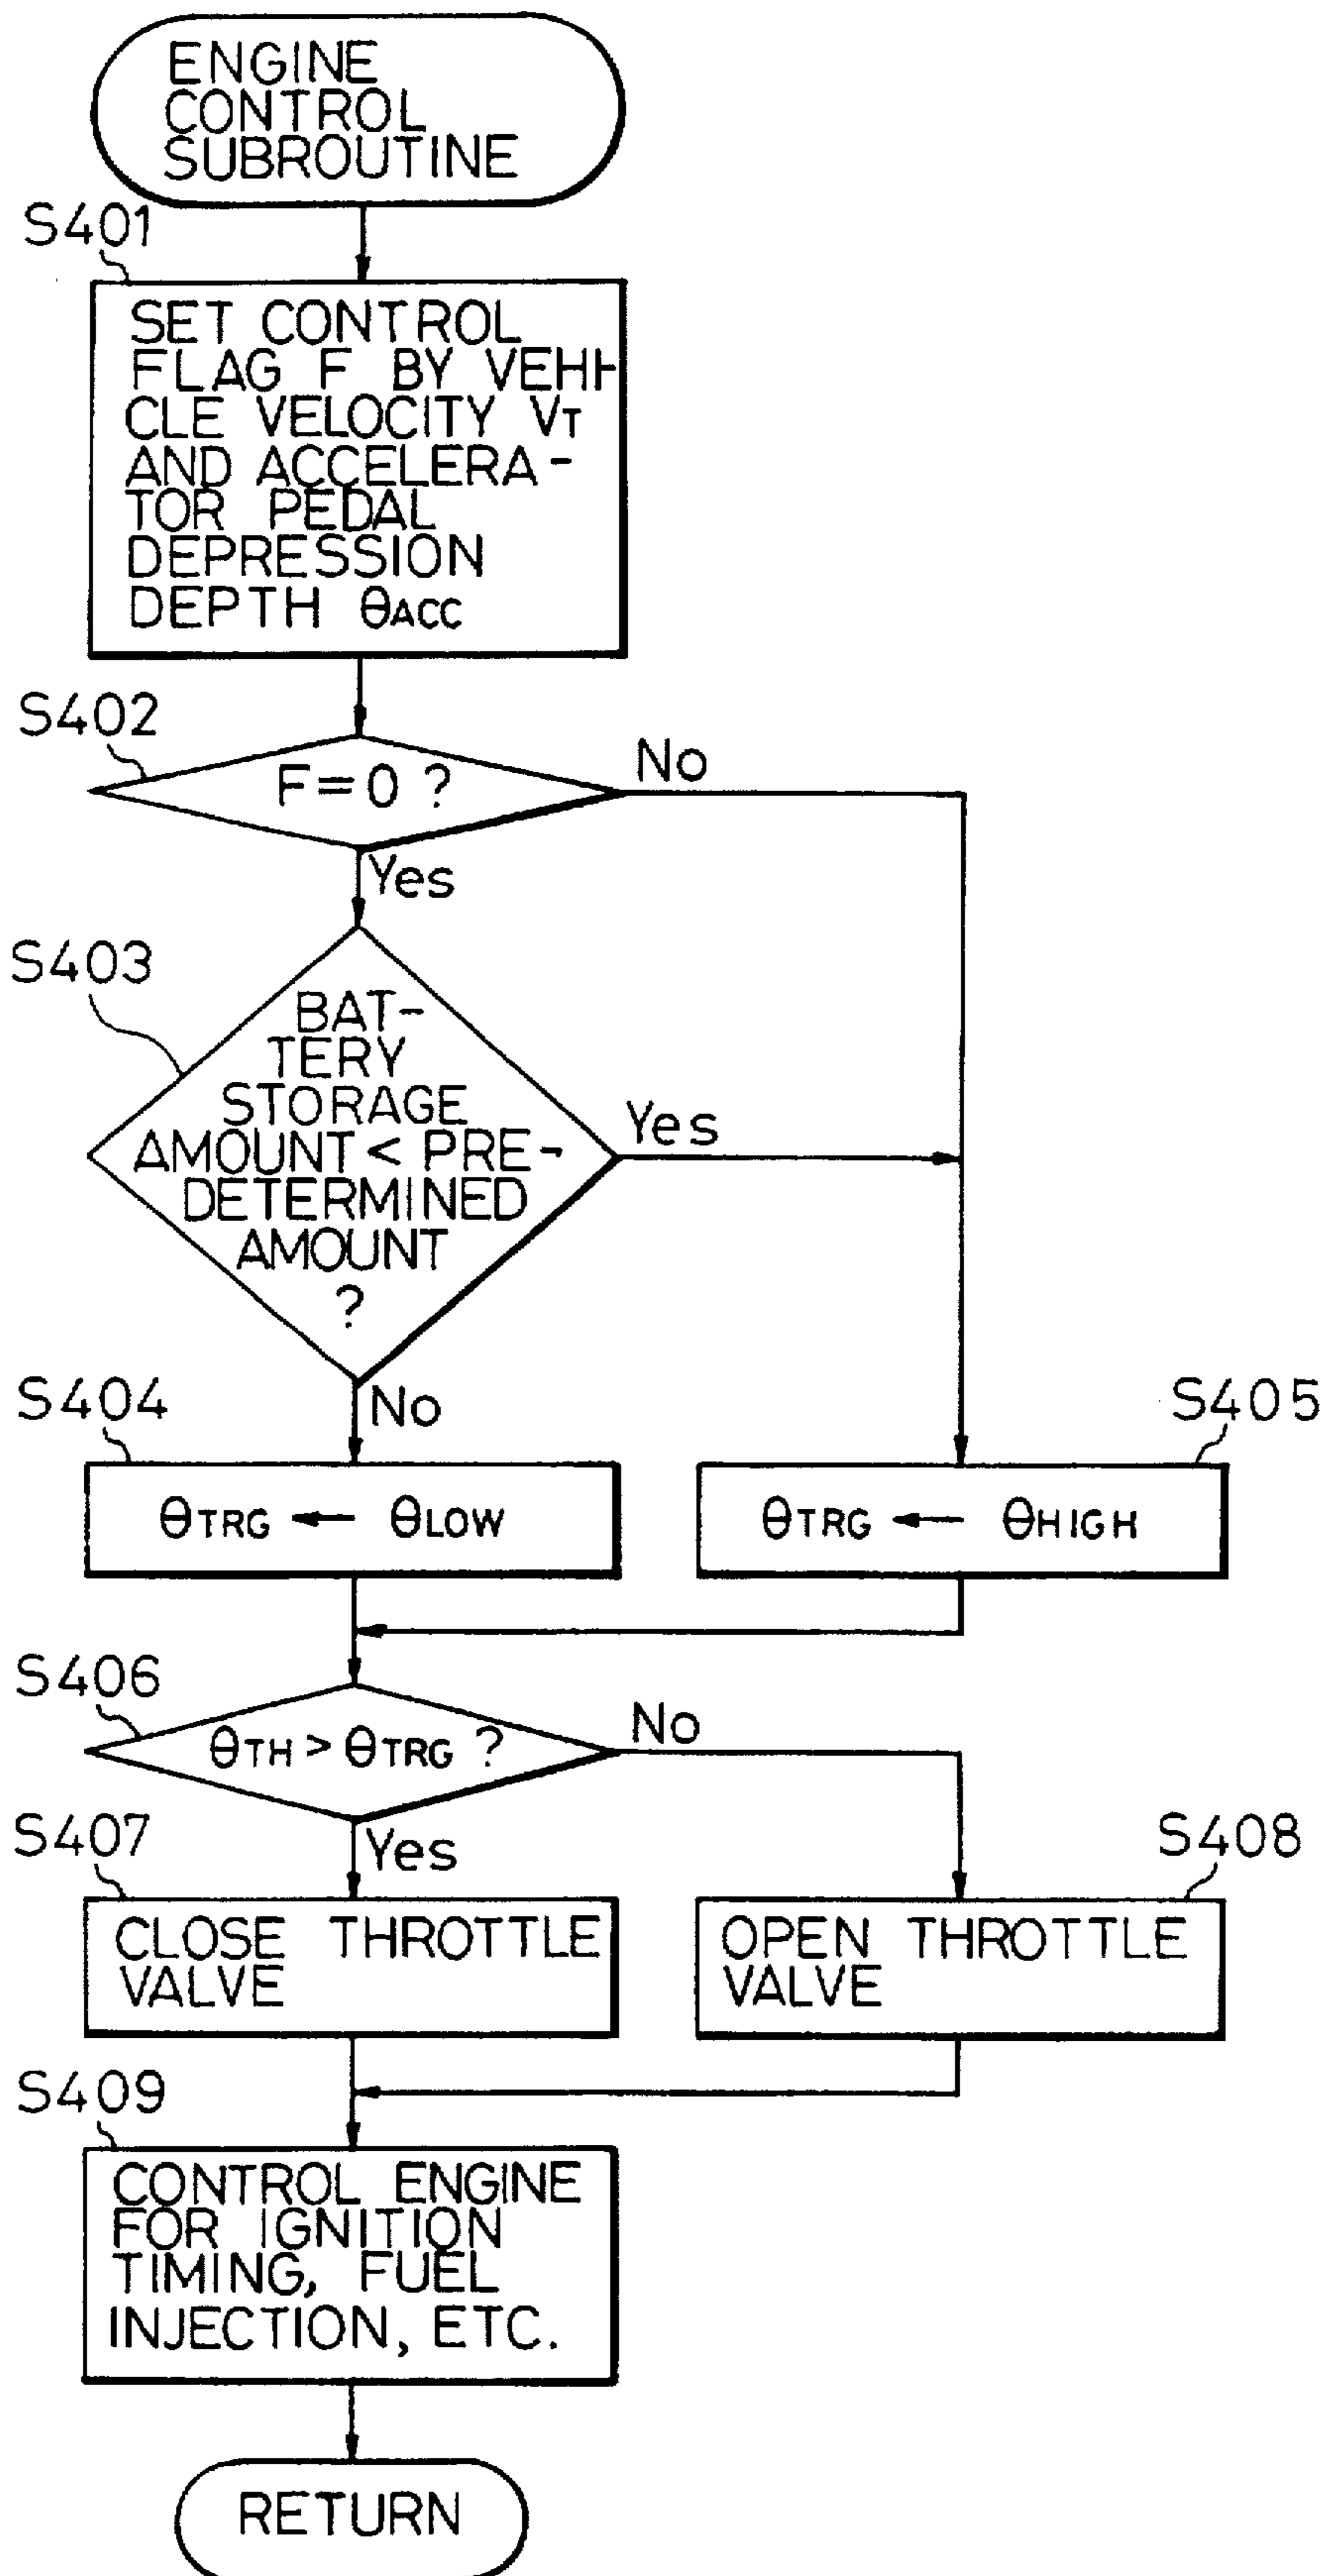 ENGINE
CONTROL
SUBROUTINE
S401
SET CONTROL
FLAG F BY VEHI-
CLE VELOCITY VT
AND ACCELERA-
TOR PEDAL
DEPRESSION
DEPTH θACC
S402
F=0 ?
No
Yes
S403
BAT-
TERY
STORAGE
AMOUNT < PRE-
DETERMINED
AMOUNT
?
Yes
No
S404
θTRG ← θLOW
S405
θTRG ← θHIGH
S406
θTH > θTRG ?
No
Yes
S407
CLOSE THROTTLE
VALVE
S408
OPEN THROTTLE
VALVE
S409
CONTROL ENGINE
FOR IGNITION
TIMING, FUEL
INJECTION, ETC.
RETURN